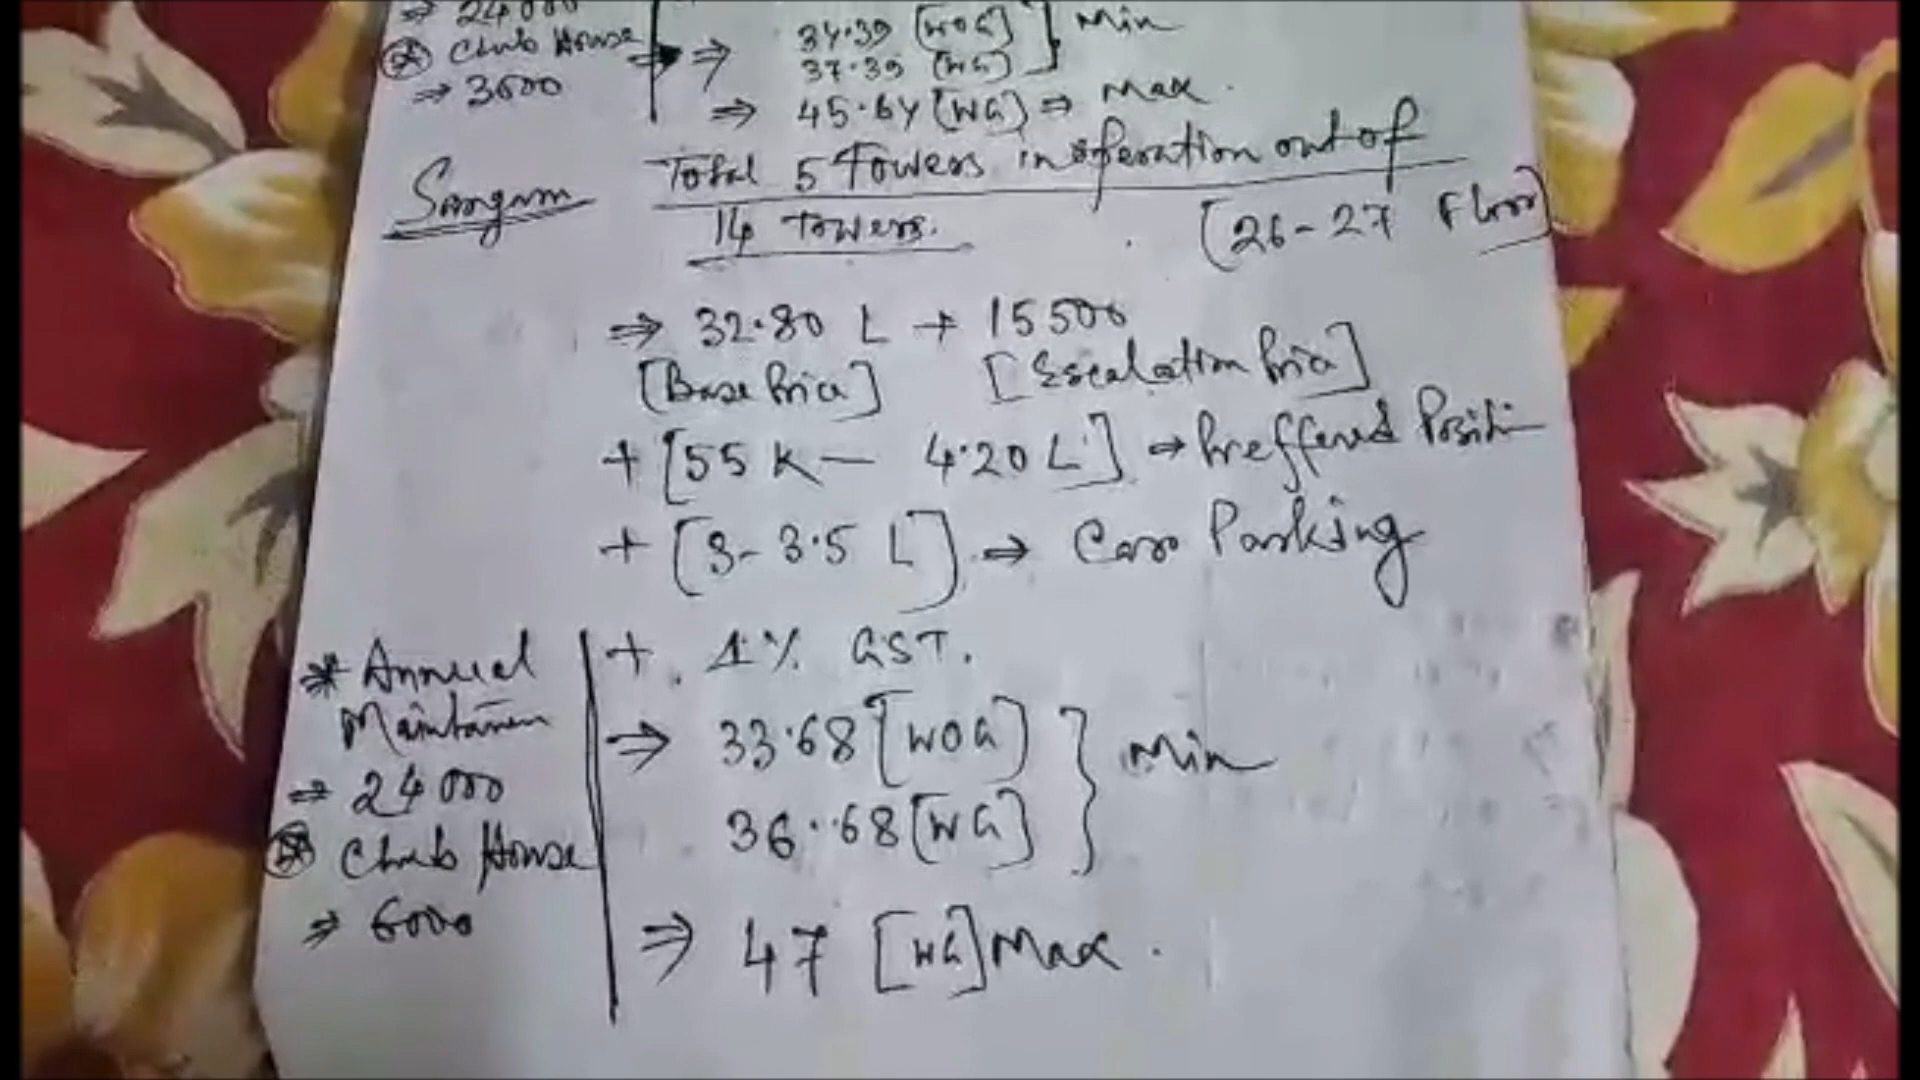 ⇒ 24000
34.39 [WOG] } Min
Club House ⇒
37.39 [WG]
⇒ 3600
⇒ 45.64 [WG] ⇒ Max.
Sangam
Total 5 Towers in operation out of
14 Towers.
[26-27 Floor]
⇒ 32.80 L + 15500
[Base Price] [Escalation Price]
+ [55 K - 4.20 L] ⇒ Preffered Positi
+ [3-3.5 L] ⇒ Car Parking
+ 1% GST.
* Annual
Maintanen
⇒ 24000
Club House
⇒ 6000
⇒ 33.68 [WOG] } Min
36.68 [WG]
⇒ 47 [WG] Max.